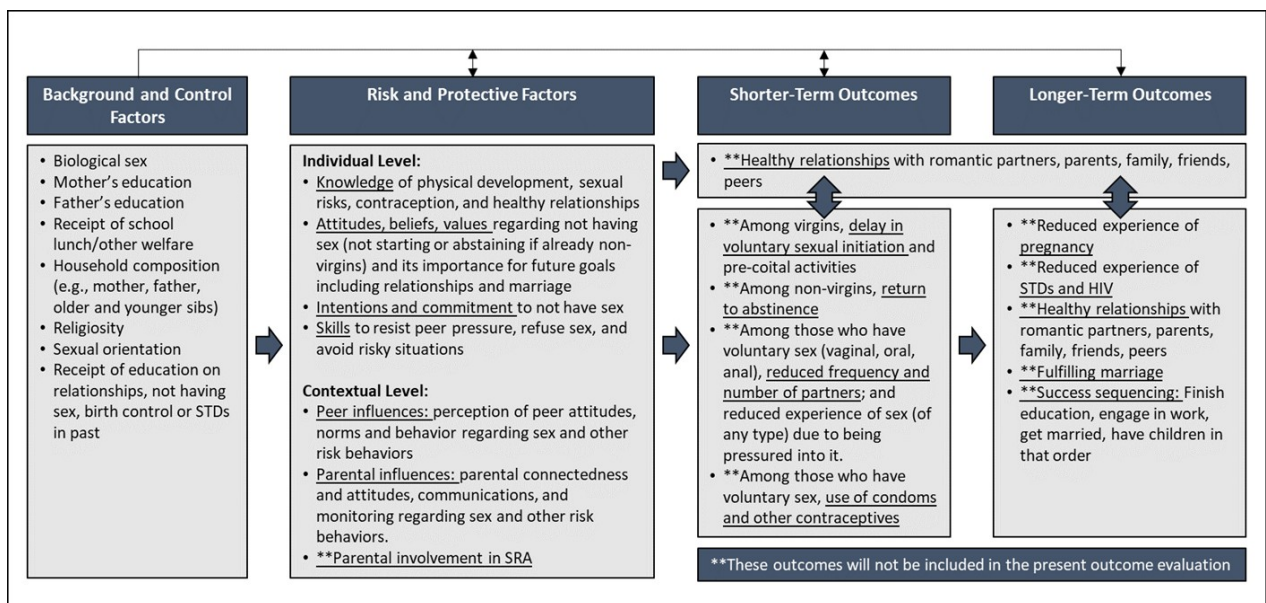 Background and Control
Factors
• Biological sex
• Mother's education
• Father's education
• Receipt of school
lunch/other welfare
• Household composition
(e.g., mother, father,
older and younger sibs)
• Religiosity
• Sexual orientation
• Receipt of education on
relationships, not having
sex, birth control or STDs
in past
Risk and Protective Factors
Individual Level:
• Knowledge of physical development, sexual
risks, contraception, and healthy relationships
• Attitudes, beliefs, values regarding not having
sex (not starting or abstaining if already non-
virgins) and its importance for future goals
including relationships and marriage
• Intentions and commitment to not have sex
• Skills to resist peer pressure, refuse sex, and
avoid risky situations
Contextual Level:
• Peer influences: perception of peer attitudes,
norms and behavior regarding sex and other
risk behaviors
• Parental influences: parental connectedness
and attitudes, communications, and
monitoring regarding sex and other risk
behaviors.
• **Parental involvement in SRA
Shorter-Term Outcomes
Longer-Term Outcomes
• **Healthy relationships with romantic partners, parents, family, friends,
peers
• **Among virgins, delay in
voluntary sexual initiation and
pre-coital activities
• **Among non-virgins, return
to abstinence
• **Among those who have
voluntary sex (vaginal, oral,
anal), reduced frequency and
number of partners; and
reduced experience of sex (of
any type) due to being
pressured into it.
• **Among those who have
voluntary sex, use of condoms
and other contraceptives
• **Reduced experience of
pregnancy
• **Reduced experience of
STDs and HIV
• **Healthy relationships with
romantic partners, parents,
family, friends, peers
• **Fulfilling marriage
• **Success sequencing: Finish
education, engage in work,
get married, have children in
that order
**These outcomes will not be included in the present outcome evaluation